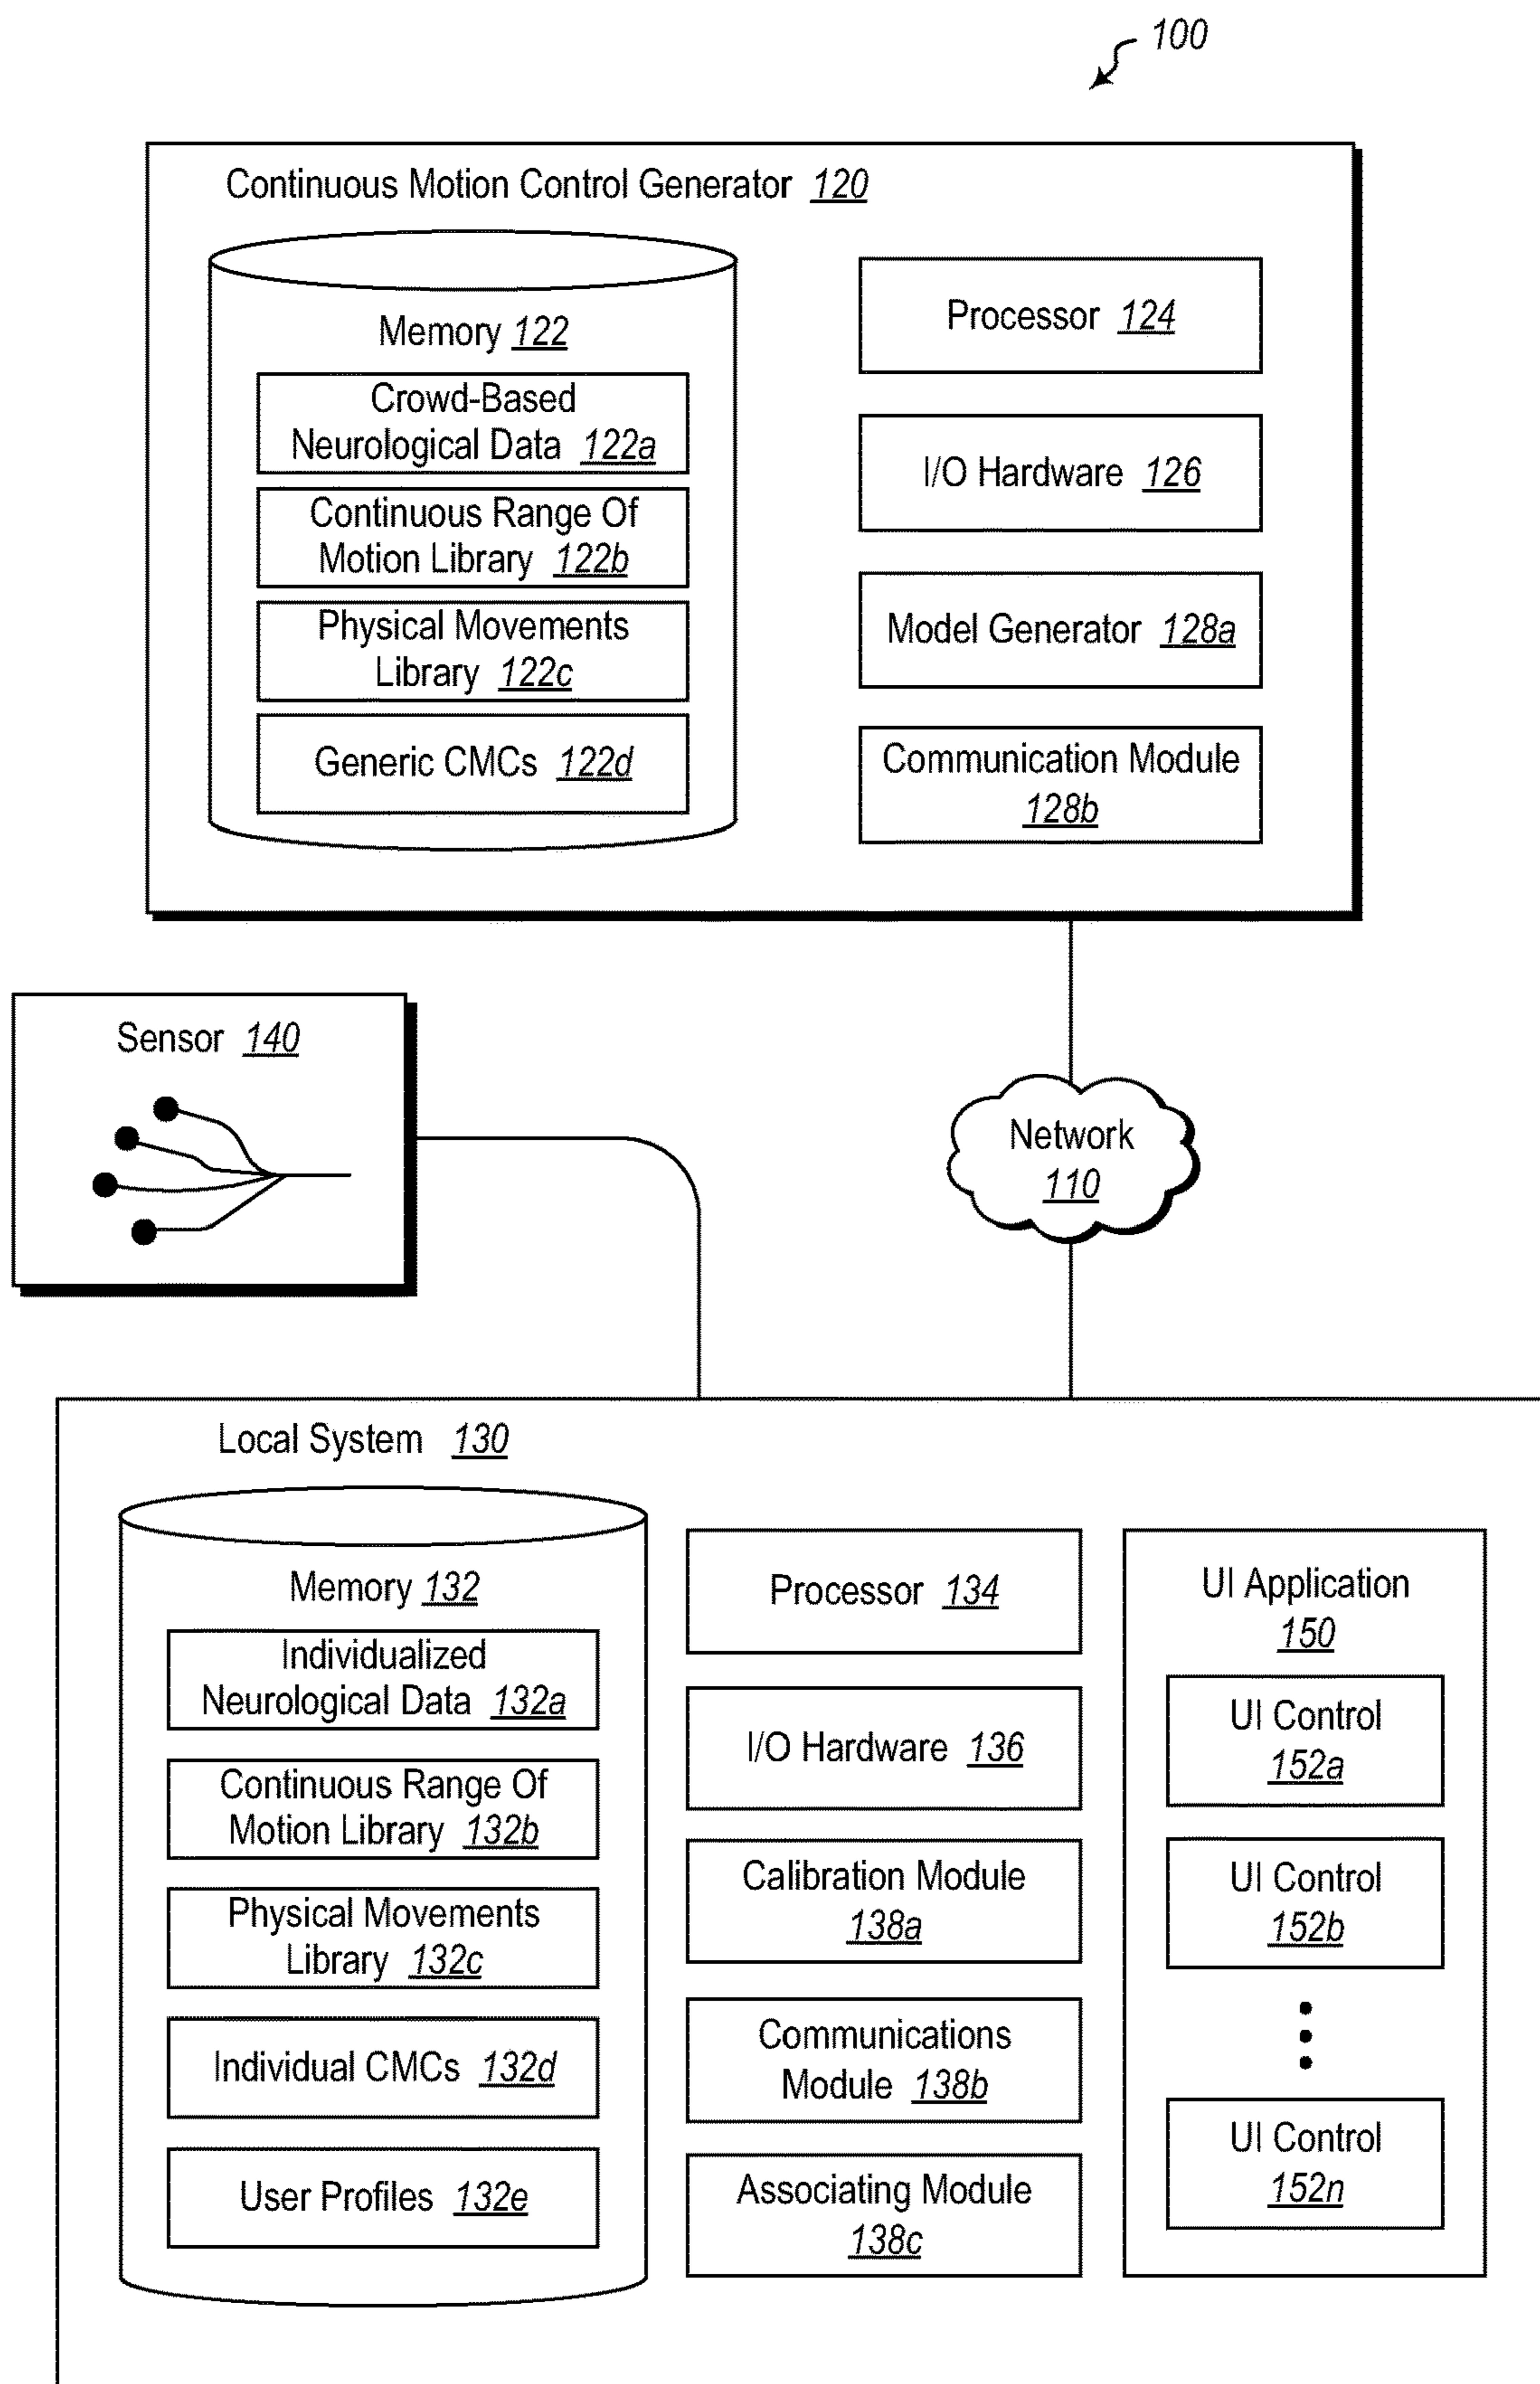 100
Continuous Motion Control Generator 120
Memory 122
Crowd-Based
Neurological Data 122a
Continuous Range Of
Motion Library 122b
Physical Movements
Library 122c
Generic CMCs 122d
Processor 124
I/O Hardware 126
Model Generator 128a
Communication Module
128b
Sensor 140
Network
110
Local System 130
Memory 132
Individualized
Neurological Data 132a
Continuous Range Of
Motion Library 132b
Physical Movements
Library 132c
Individual CMCs 132d
User Profiles 132e
Processor 134
I/O Hardware 136
Calibration Module
138a
Communications
Module 138b
Associating Module
138c
UI Application
150
UI Control
152a
UI Control
152b
UI Control
152n